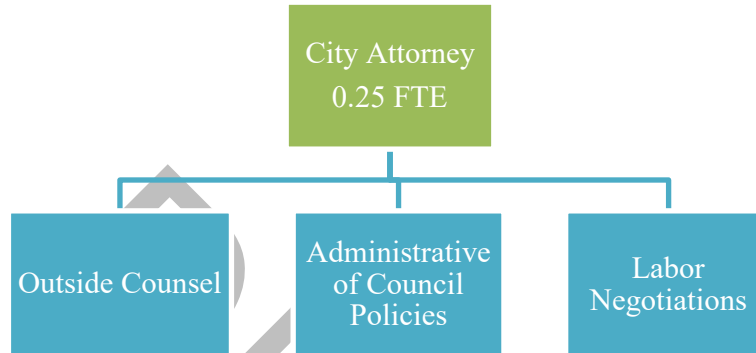 City Attorney
0.25 FTE
Outside Counsel
Administrative
of Council
Policies
Labor
Negotiations